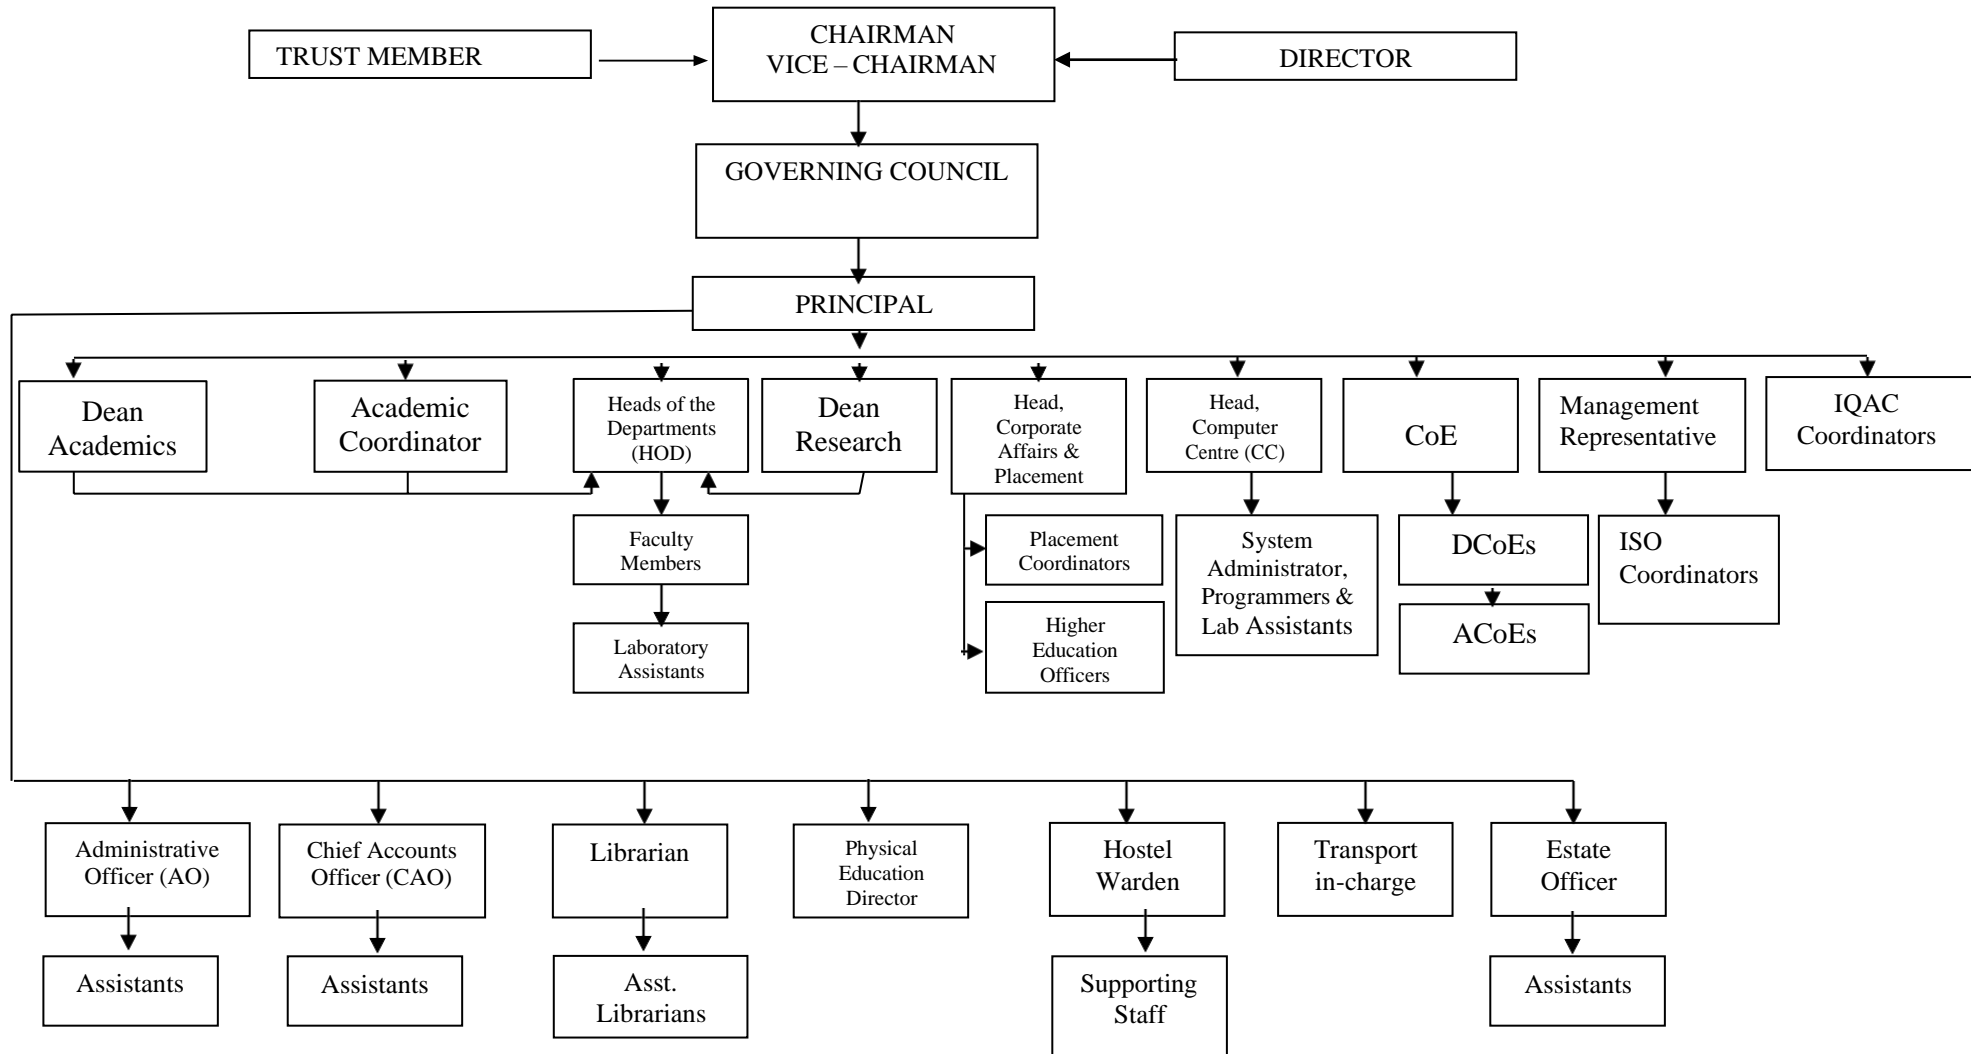 TRUST MEMBER
CHAIRMAN
VICE – CHAIRMAN
DIRECTOR
GOVERNING COUNCIL
PRINCIPAL
Dean
Academics
Academic
Coordinator
Heads of the
Departments
(HOD)
Dean
Research
Head,
Corporate
Affairs &
Placement
Head,
Computer
Centre (CC)
CoE
Management
Representative
IQAC
Coordinators
Faculty
Members
Placement
Coordinators
System
Administrator,
Programmers &
Lab Assistants
DCoEs
ISO
Coordinators
Laboratory
Assistants
Higher
Education
Officers
ACoEs
Administrative
Officer (AO)
Chief Accounts
Officer (CAO)
Librarian
Physical
Education
Director
Hostel
Warden
Transport
in-charge
Estate
Officer
Assistants
Assistants
Asst.
Librarians
Supporting
Staff
Assistants